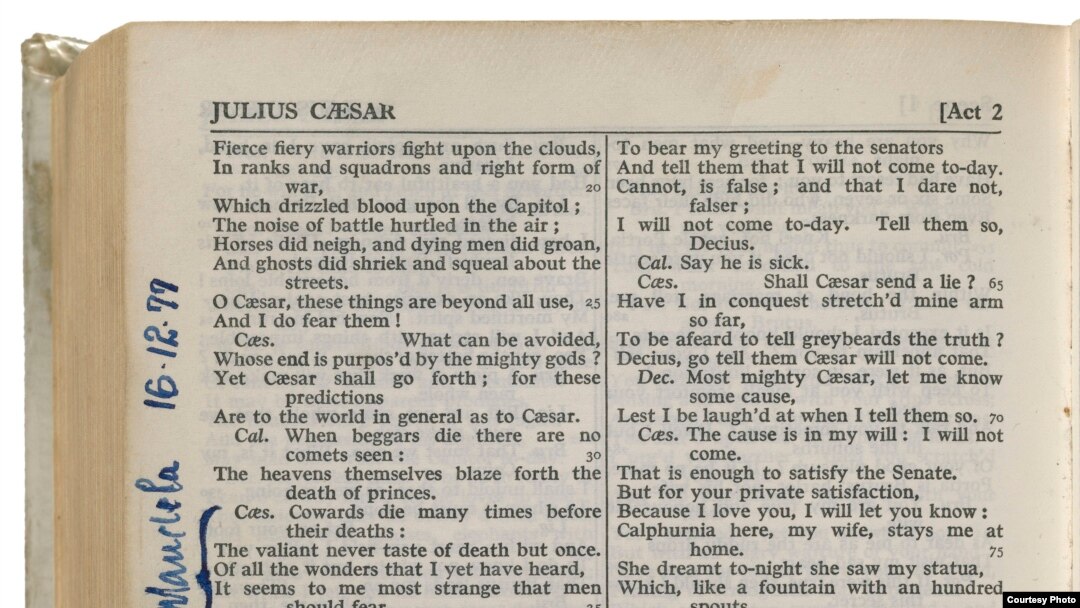 JULIUS CÆSAR
[Act 2
Fierce fiery warriors fight upon the clouds,
In ranks and squadrons and right form of
war, 20
Which drizzled blood upon the Capitol ;
The noise of battle hurtled in the air ;
Horses did neigh, and dying men did groan,
And ghosts did shriek and squeal about the
streets.
O Cæsar, these things are beyond all use, 25
And I do fear them !
Cæs. What can be avoided,
Whose end is purpos'd by the mighty gods ?
Yet Cæsar shall go forth ; for these
predictions
Are to the world in general as to Cæsar.
Cal. When beggars die there are no
comets seen : 30
The heavens themselves blaze forth the
death of princes.
Cæs. Cowards die many times before
their deaths :
The valiant never taste of death but once.
Of all the wonders that I yet have heard,
It seems to me most strange that men
should fear 35
To bear my greeting to the senators
And tell them that I will not come to-day.
Cannot, is false ; and that I dare not,
falser ;
I will not come to-day. Tell them so,
Decius.
Cal. Say he is sick.
Cæs. Shall Cæsar send a lie ? 65
Have I in conquest stretch'd mine arm
so far,
To be afeard to tell greybeards the truth ?
Decius, go tell them Cæsar will not come.
Dec. Most mighty Cæsar, let me know
some cause,
Lest I be laugh'd at when I tell them so. 70
Cæs. The cause is in my will : I will not
come.
That is enough to satisfy the Senate.
But for your private satisfaction,
Because I love you, I will let you know :
Calphurnia here, my wife, stays me at
home. 75
She dreamt to-night she saw my statua,
Which, like a fountain with an hundred
spouts
Mandela 16·12·77
Courtesy Photo